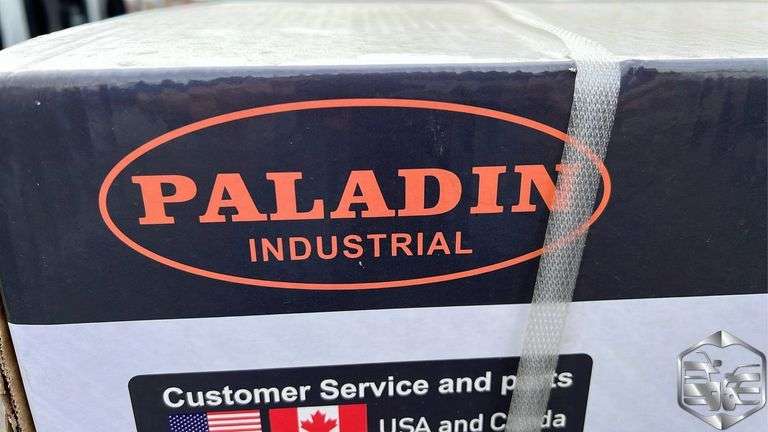 PALADIN
INDUSTRIAL
Customer Service and parts
USA and Canada